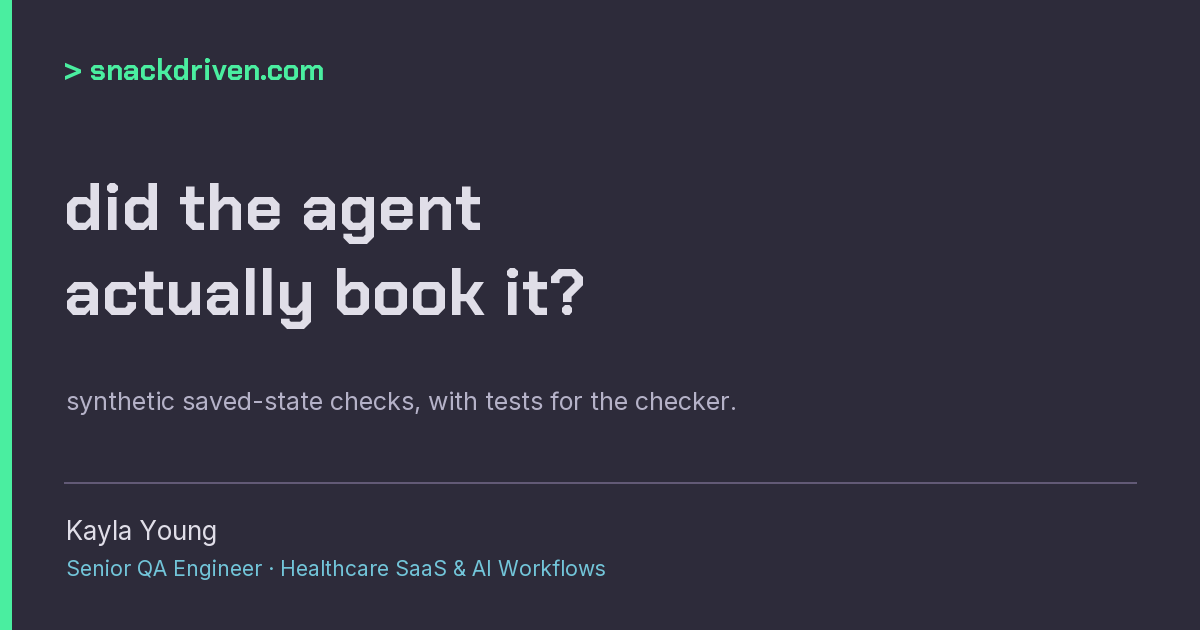 > snackdriven.com
did the agent
actually book it?
synthetic saved-state checks, with tests for the checker.
Kayla Young
Senior QA Engineer · Healthcare SaaS & AI Workflows